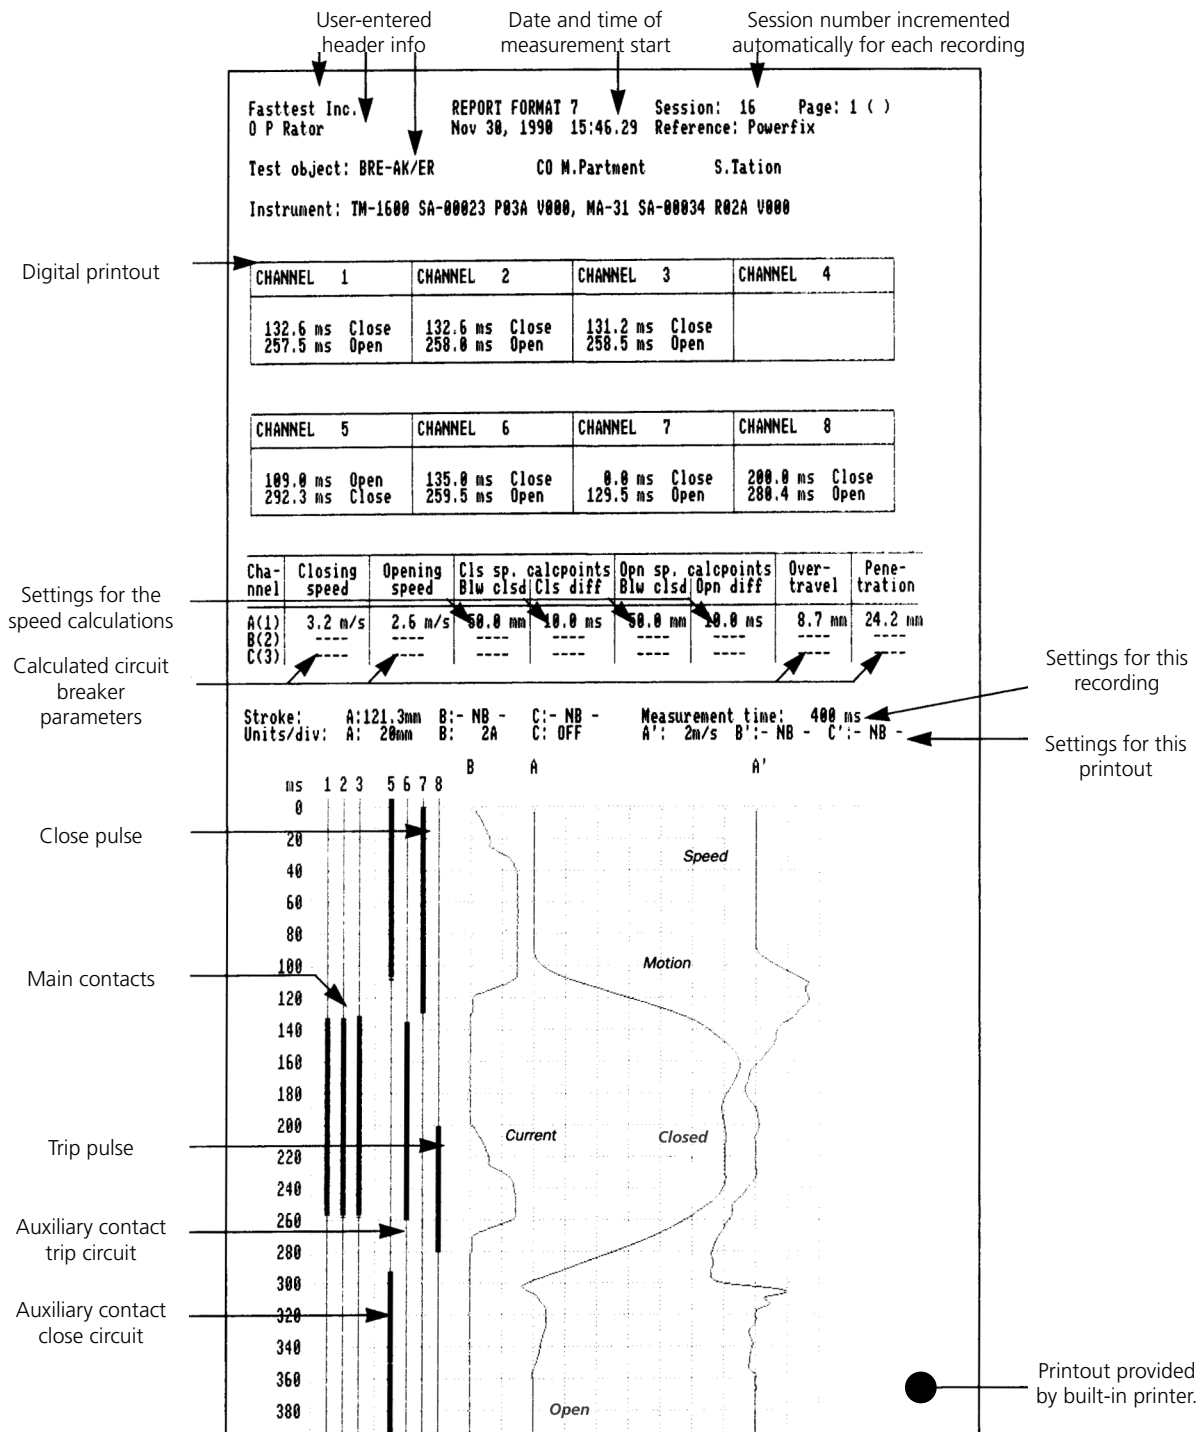 User-entered header info
Date and time of measurement start
Session number incremented automatically for each recording
Fasttest Inc. REPORT FORMAT 7 Session: 16 Page: 1 ( )
O P Rator Nov 30, 1990 15:46.29 Reference: Powerfix
Test object: BRE-AK/ER CO M.Partment S.Tation
Instrument: TM-1600 SA-00023 P03A V000, MA-31 SA-00034 R02A V000
Digital printout
CHANNEL 1 CHANNEL 2 CHANNEL 3 CHANNEL 4
132.6 ms Close 132.6 ms Close 131.2 ms Close
257.5 ms Open 258.0 ms Open 258.5 ms Open
CHANNEL 5 CHANNEL 6 CHANNEL 7 CHANNEL 8
109.0 ms Open 135.0 ms Close 0.0 ms Close 200.0 ms Close
292.3 ms Close 259.5 ms Open 129.5 ms Open 280.4 ms Open
Cha- Closing Opening Cls sp. calcpoints Opn sp. calcpoints Over- Pene-
nnel speed speed Blw clsd Cls diff Blw clsd Opn diff travel tration
Settings for the speed calculations
A(1) 3.2 m/s 2.6 m/s 50.0 mm 10.0 ms 50.0 mm 10.0 ms 8.7 mm 24.2 mm
B(2) ---- ---- ---- ---- ---- ---- ---- ----
C(3) ---- ---- ---- ---- ---- ---- ---- ----
Calculated circuit breaker parameters
Settings for this recording
Stroke: A:121.3mm B:- NB - C:- NB - Measurement time: 400 ms
Units/div: A: 20mm B: 2A C: OFF A': 2m/s B':- NB - C':- NB -
Settings for this printout
B A A'
ms 1 2 3 5 6 7 8
0
Close pulse
20
Speed
40
60
80
100
Motion
Main contacts
120
140
160
180
200
Current Closed
Trip pulse
220
240
260
Auxiliary contact trip circuit
280
300
Auxiliary contact close circuit
320
340
360
Printout provided by built-in printer.
380
Open